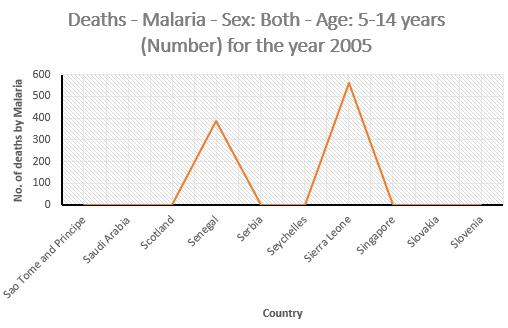 Deaths - Malaria - Sex: Both - Age: 5-14 years
(Number) for the year 2005
No. of deaths by Malaria
600
500
400
300
200
100
0
Sao Tome and Principe
Saudi Arabia
Scotland
Senegal
Serbia
Seychelles
Sierra Leone
Singapore
Slovakia
Slovenia
Country